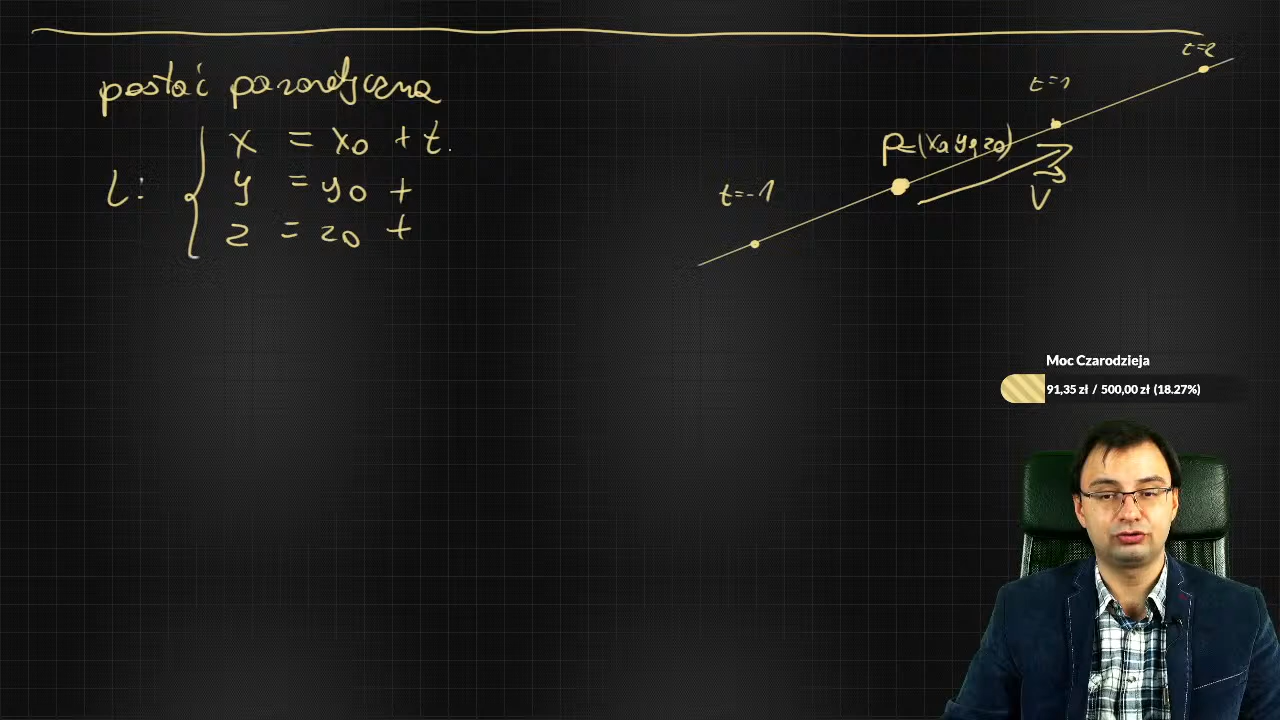 postać parametryczna
l: { x = x0 + t.
y = y0 +
z = z0 +
t=2
t=1
P=(x0,y0,z0)
t=-1
V
Moc Czarodzieja
91,35 zł / 500,00 zł (18.27%)